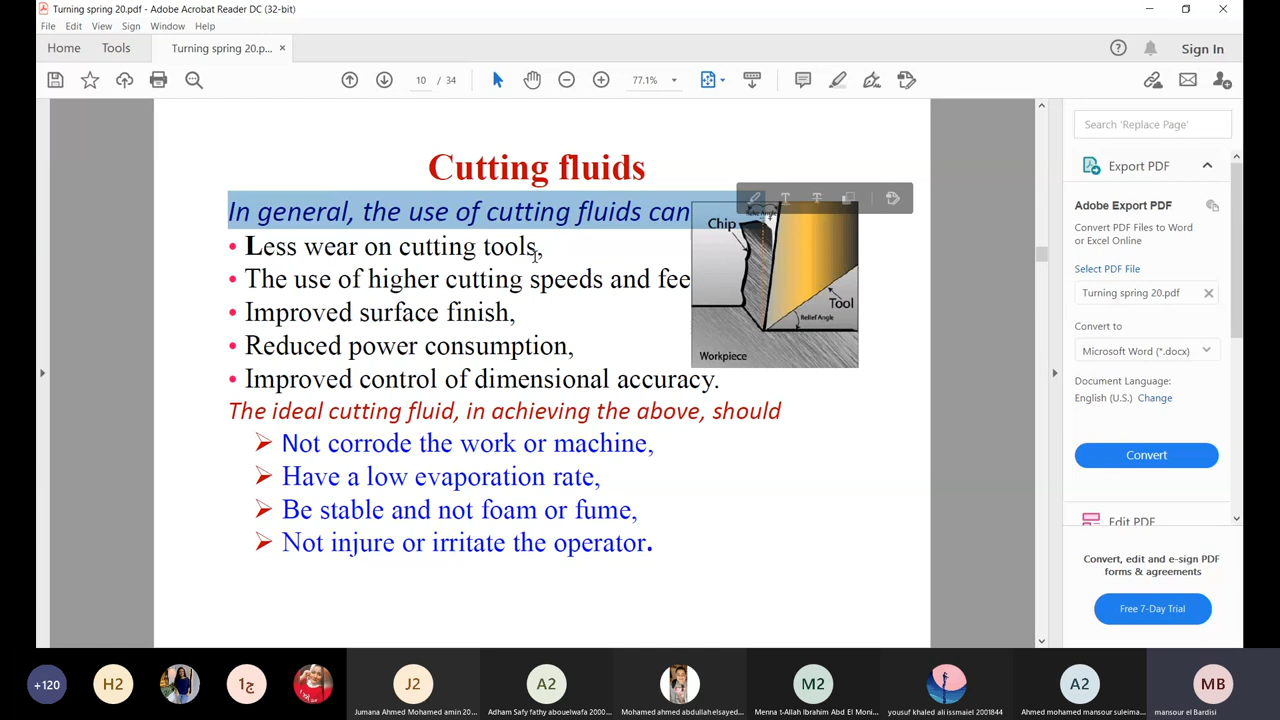 Turning spring 20.pdf - Adobe Acrobat Reader DC (32-bit)
File Edit View Sign Window Help
Home Tools Turning spring 20.p... × Sign In
10 / 34 77.1%
Cutting fluids
In general, the use of cutting fluids can
• Less wear on cutting tools,
• The use of higher cutting speeds and fee
• Improved surface finish,
• Reduced power consumption,
• Improved control of dimensional accuracy.
The ideal cutting fluid, in achieving the above, should
Not corrode the work or machine,
Have a low evaporation rate,
Be stable and not foam or fume,
Not injure or irritate the operator.
Rake Angle
Chip
Tool
Relief Angle
Workpiece
Search 'Replace Page'
Export PDF
Adobe Export PDF
Convert PDF Files to Word
or Excel Online
Select PDF File
Turning spring 20.pdf
Convert to
Microsoft Word (*.docx)
Document Language:
English (U.S.) Change
Convert
Edit PDF
Convert, edit and e-sign PDF
forms & agreements
Free 7-Day Trial
+120 H2 ج1 J2 A2 M2 A2 MB
Jumana Ahmed Mohamed amin 20... Adham Safy fathy abouelwafa 2000... Mohamed ahmed abdullah elsayed... Menna t-Allah Ibrahim Abd El Moni... yousuf khaled ali issmaiel 2001844 Ahmed mohamed mansour suleima... mansour el Bardisi